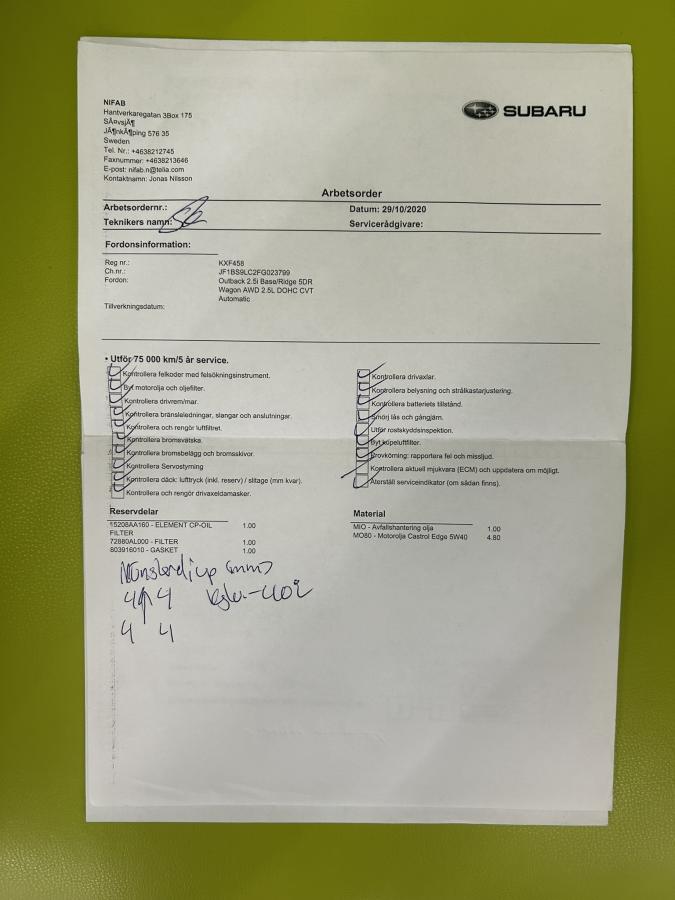 NIFAB
Hantverkaregatan 3Box 175
SÃ¤vsjÃ¶
JÃ¶nkÃ¶ping 576 35
Sweden
Tel. Nr.: +4638212745
Faxnummer: +4638213646
E-post: nifab.n@telia.com
Kontaktnamn: Jonas Nilsson
SUBARU
Arbetsorder
Arbetsordernr.:
Datum: 29/10/2020
Teknikers namn:
Servicerådgivare:
Fordonsinformation:
Reg nr.: KXF458
Ch.nr.: JF1BS9LC2FG023799
Fordon: Outback 2.5i Base/Ridge 5DR
Wagon AWD 2.5L DOHC CVT
Automatic
Tillverkningsdatum:
• Utför 75 000 km/5 år service.
Kontrollera felkoder med felsökningsinstrument.
Byt motorolja och oljefilter.
Kontrollera drivrem/mar.
Kontrollera bränsleledningar, slangar och anslutningar.
Kontrollera och rengör luftfiltret.
Kontrollera bromsvätska.
Kontrollera bromsbelägg och bromsskivor.
Kontrollera Servostyrning
Kontrollera däck: lufttryck (inkl. reserv) / slitage (mm kvar).
Kontrollera och rengör drivaxeldamasker.
Kontrollera drivaxlar.
Kontrollera belysning och strålkastarjustering.
Kontrollera batteriets tillstånd.
Smörj lås och gångjärn.
Utför rostskyddsinspektion.
Byt kupeluftfilter.
Provkörning: rapportera fel och missljud.
Kontrollera aktuell mjukvara (ECM) och uppdatera om möjligt.
Återställ serviceindikator (om sådan finns).
Reservdelar
15208AA160 - ELEMENT CP-OIL FILTER 1.00
72880AL000 - FILTER 1.00
803916010 - GASKET 1.00
Material
MIO - Avfallshantering olja 1.00
MO80 - Motorolja Castrol Edge 5W40 4.80
4 4
4 4